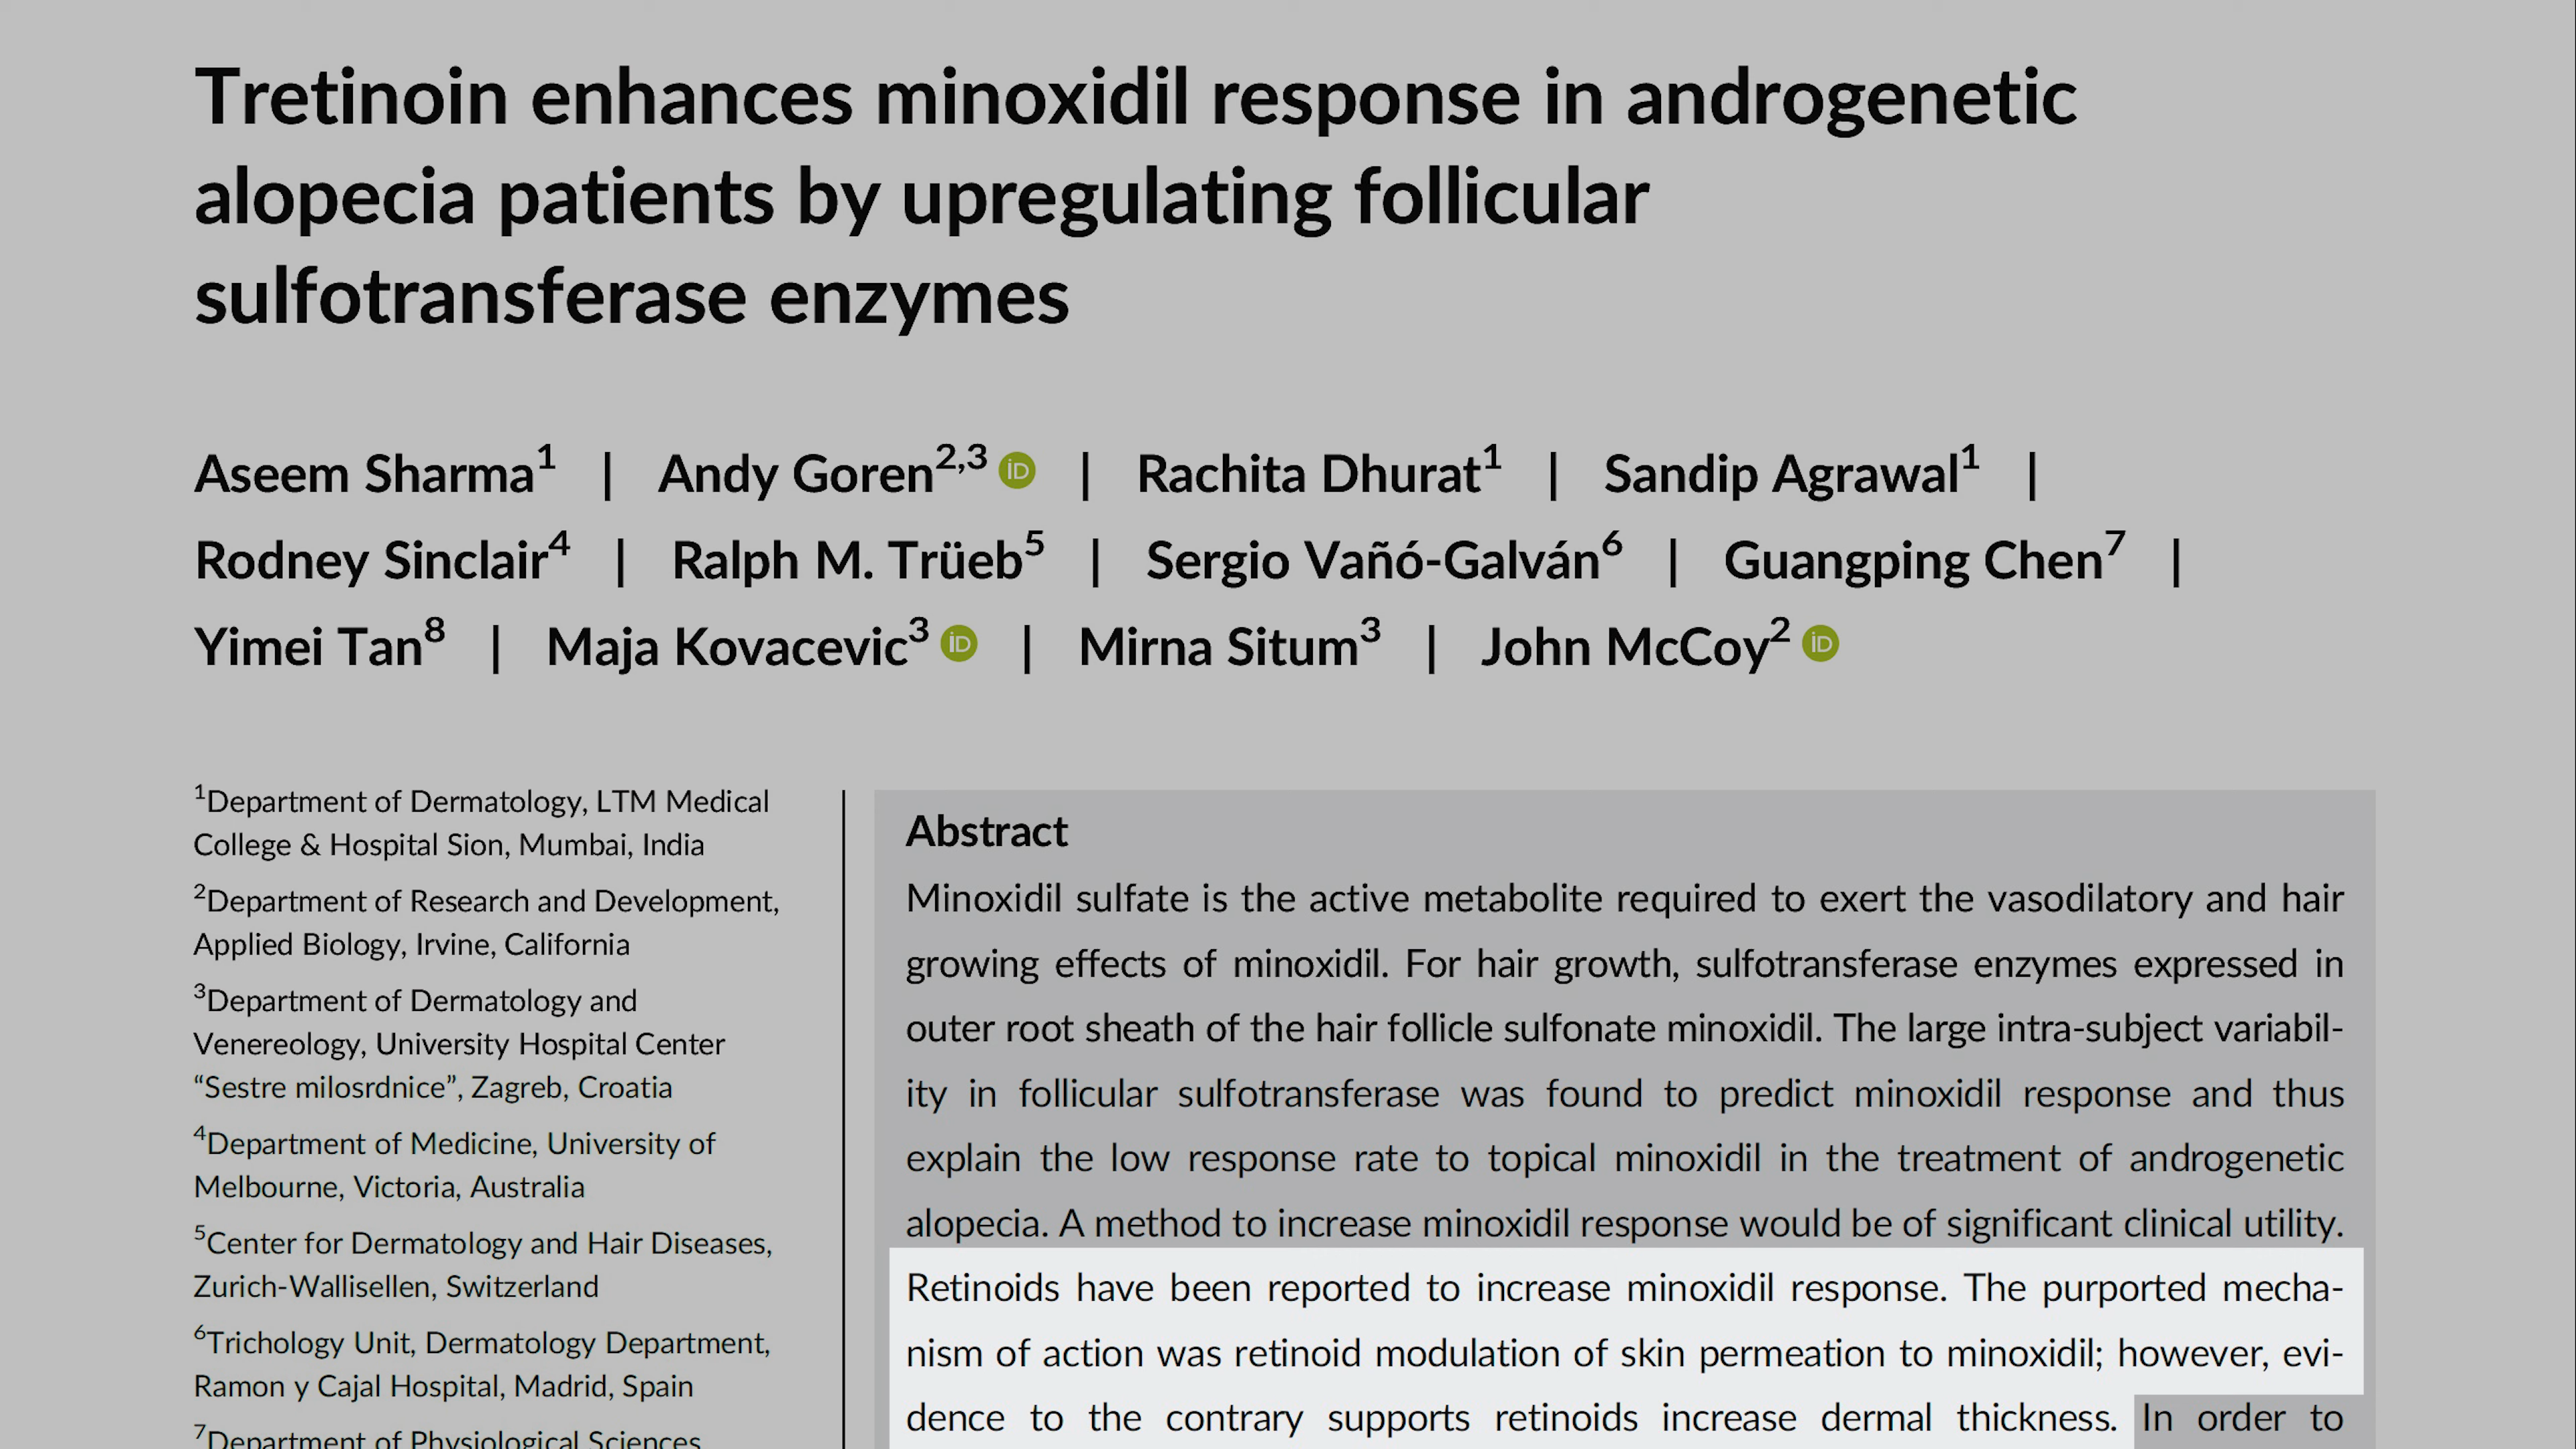 Tretinoin enhances minoxidil response in androgenetic
alopecia patients by upregulating follicular
sulfotransferase enzymes
Aseem Sharma1 | Andy Goren2,3 iD | Rachita Dhurat1 | Sandip Agrawal1 |
Rodney Sinclair4 | Ralph M. Trüeb5 | Sergio Vañó-Galván6 | Guangping Chen7 |
Yimei Tan8 | Maja Kovacevic3 iD | Mirna Situm3 | John McCoy2 iD
1Department of Dermatology, LTM Medical
College & Hospital Sion, Mumbai, India
2Department of Research and Development,
Applied Biology, Irvine, California
3Department of Dermatology and
Venereology, University Hospital Center
“Sestre milosrdnice”, Zagreb, Croatia
4Department of Medicine, University of
Melbourne, Victoria, Australia
5Center for Dermatology and Hair Diseases,
Zurich-Wallisellen, Switzerland
6Trichology Unit, Dermatology Department,
Ramon y Cajal Hospital, Madrid, Spain
7Department of Physiological Sciences
Abstract
Minoxidil sulfate is the active metabolite required to exert the vasodilatory and hair
growing effects of minoxidil. For hair growth, sulfotransferase enzymes expressed in
outer root sheath of the hair follicle sulfonate minoxidil. The large intra-subject variabil-
ity in follicular sulfotransferase was found to predict minoxidil response and thus
explain the low response rate to topical minoxidil in the treatment of androgenetic
alopecia. A method to increase minoxidil response would be of significant clinical utility.
Retinoids have been reported to increase minoxidil response. The purported mecha-
nism of action was retinoid modulation of skin permeation to minoxidil; however, evi-
dence to the contrary supports retinoids increase dermal thickness. In order to